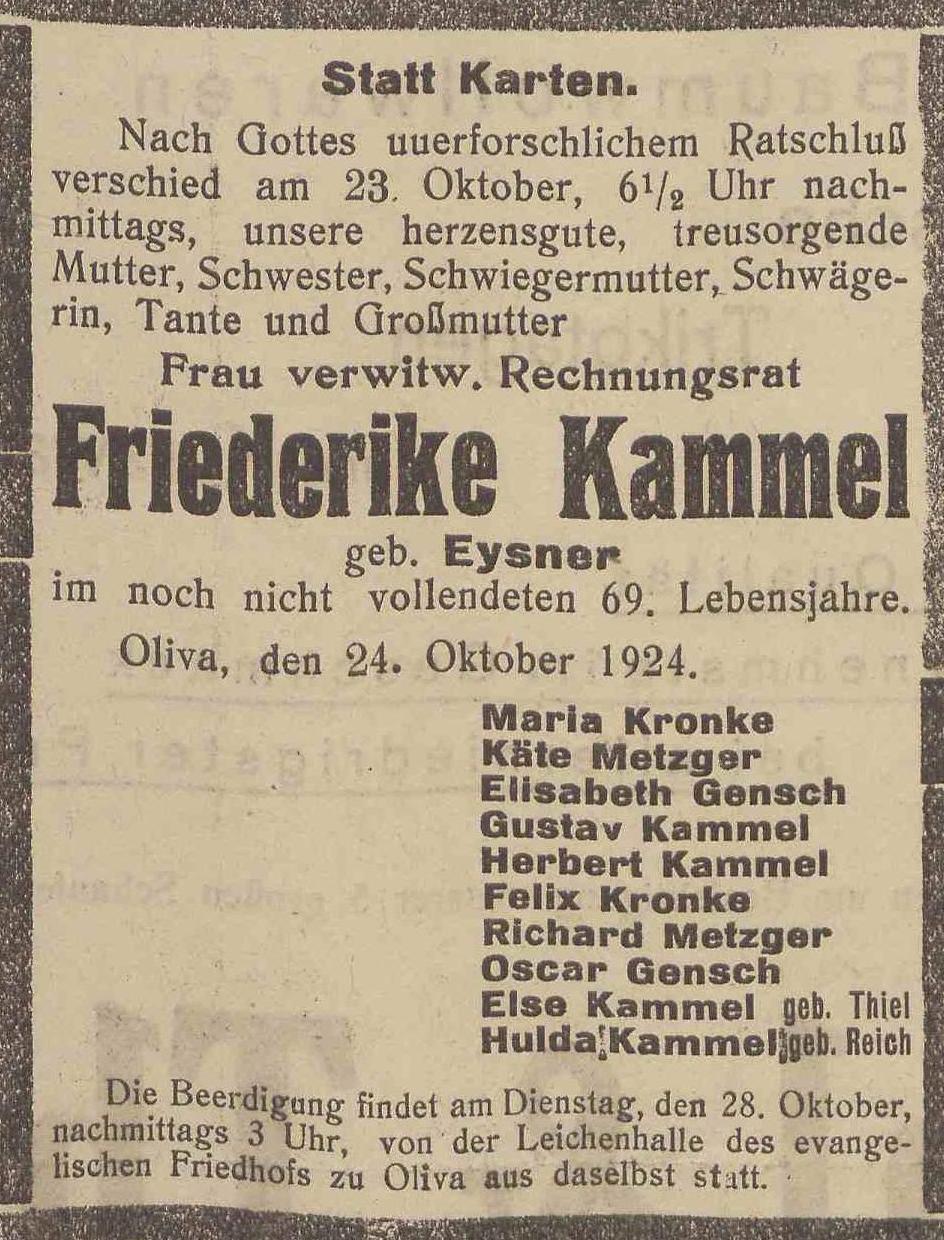 Statt Karten.
Nach Gottes uuerforschlichem Ratschluß
verschied am 23. Oktober, 6½ Uhr nach-
mittags, unsere herzensgute, treusorgende
Mutter, Schwester, Schwiegermutter, Schwäge-
rin, Tante und Großmutter
Frau verwitw. Rechnungsrat
Friederike Kammel
geb. Eysner
im noch nicht vollendeten 69. Lebensjahre.
Oliva, den 24. Oktober 1924.
Maria Kronke
Käte Metzger
Elisabeth Gensch
Gustav Kammel
Herbert Kammel
Felix Kronke
Richard Metzger
Oscar Gensch
Else Kammel geb. Thiel
Hulda Kammel geb. Reich
Die Beerdigung findet am Dienstag, den 28. Oktober,
nachmittags 3 Uhr, von der Leichenhalle des evange-
lischen Friedhofs zu Oliva aus daselbst statt.